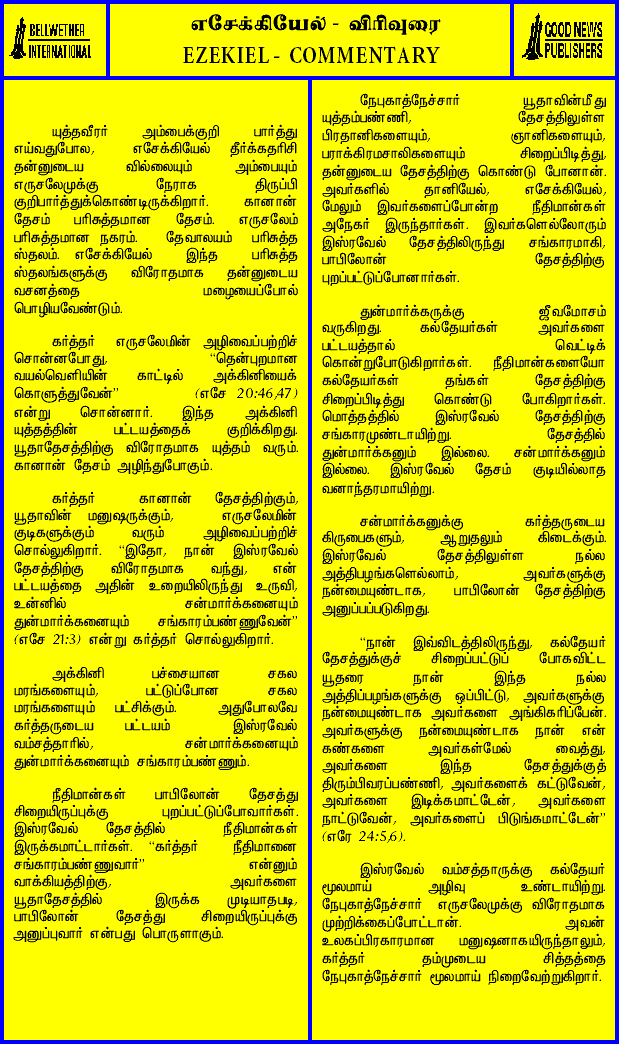 BELLWETHER
INTERNATIONAL
எசேக்கியேல் - விரிவுரை
EZEKIEL - COMMENTARY
GOOD NEWS
PUBLISHERS
யுத்தவீரர் அம்பைக்குறி பார்த்து
எய்வதுபோல, எசேக்கியேல் தீர்க்கதரிசி
தன்னுடைய வில்லையும் அம்பையும்
எருசலேமுக்கு நேராக திருப்பி
குறிபார்த்துக்கொண்டிருக்கிறார். கானான்
தேசம் பரிசுத்தமான தேசம். எருசலேம்
பரிசுத்தமான நகரம். தேவாலயம் பரிசுத்த
ஸ்தலம். எசேக்கியேல் இந்த பரிசுத்த
ஸ்தலங்களுக்கு விரோதமாக தன்னுடைய
வசனத்தை மழையைப்போல்
பொழியவேண்டும்.
கர்த்தர் எருசலேமின் அழிவைப்பற்றிச்
சொன்னபோது, “தென்புறமான
வயல்வெளியின் காட்டில் அக்கினியைக்
கொளுத்துவேன்” (எசே 20:46,47)
என்று சொன்னார். இந்த அக்கினி
யுத்தத்தின் பட்டயத்தைக் குறிக்கிறது.
யூதாதேசத்திற்கு விரோதமாக யுத்தம் வரும்.
கானான் தேசம் அழிந்துபோகும்.
கர்த்தர் கானான் தேசத்திற்கும்,
யூதாவின் மனுஷருக்கும், எருசலேமின்
குடிகளுக்கும் வரும் அழிவைப்பற்றிச்
சொல்லுகிறார். “இதோ, நான் இஸ்ரவேல்
தேசத்திற்கு விரோதமாக வந்து, என்
பட்டயத்தை அதின் உறையிலிருந்து உருவி,
உன்னில் சன்மார்க்கனையும்
துன்மார்க்கனையும் சங்காரம்பண்ணுவேன்”
(எசே 21:3) என்று கர்த்தர் சொல்லுகிறார்.
அக்கினி பச்சையான சகல
மரங்களையும், பட்டுப்போன சகல
மரங்களையும் பட்சிக்கும். அதுபோலவே
கர்த்தருடைய பட்டயம் இஸ்ரவேல்
வம்சத்தாரில், சன்மார்க்கனையும்
துன்மார்க்கனையும் சங்காரம்பண்ணும்.
நீதிமான்கள் பாபிலோன் தேசத்து
சிறையிருப்புக்கு புறப்பட்டுப்போவார்கள்.
இஸ்ரவேல் தேசத்தில் நீதிமான்கள்
இருக்கமாட்டார்கள். “கர்த்தர் நீதிமானை
சங்காரம்பண்ணுவார்” என்னும்
வாக்கியத்திற்கு, அவர்களை
யூதாதேசத்தில் இருக்க முடியாதபடி,
பாபிலோன் தேசத்து சிறையிருப்புக்கு
அனுப்புவார் என்பது பொருளாகும்.
நேபுகாத்நேச்சார் யூதாவின்மீது
யுத்தம்பண்ணி, தேசத்திலுள்ள
பிரதானிகளையும், ஞானிகளையும்,
பராக்கிரமசாலிகளையும் சிறைப்பிடித்து,
தன்னுடைய தேசத்திற்கு கொண்டு போனான்.
அவர்களில் தானியேல், எசேக்கியேல்,
மேலும் இவர்களைப்போன்ற நீதிமான்கள்
அநேகர் இருந்தார்கள். இவர்களெல்லோரும்
இஸ்ரவேல் தேசத்திலிருந்து சங்காரமாகி,
பாபிலோன் தேசத்திற்கு
புறப்பட்டுப்போனார்கள்.
துன்மார்க்கருக்கு ஜீவமோசம்
வருகிறது. கல்தேயர்கள் அவர்களை
பட்டயத்தால் வெட்டிக்
கொன்றுபோடுகிறார்கள். நீதிமான்களையோ
கல்தேயர்கள் தங்கள் தேசத்திற்கு
சிறைப்பிடித்து கொண்டு போகிறார்கள்.
மொத்தத்தில் இஸ்ரவேல் தேசத்திற்கு
சங்காரமுண்டாயிற்று. தேசத்தில்
துன்மார்க்கனும் இல்லை. சன்மார்க்கனும்
இல்லை. இஸ்ரவேல் தேசம் குடியில்லாத
வனாந்தரமாயிற்று.
சன்மார்க்கனுக்கு கர்த்தருடைய
கிருபைகளும், ஆறுதலும் கிடைக்கும்.
இஸ்ரவேல் தேசத்திலுள்ள நல்ல
அத்திபழங்களெல்லாம், அவர்களுக்கு
நன்மையுண்டாக, பாபிலோன் தேசத்திற்கு
அனுப்பப்படுகிறது.
“நான் இவ்விடத்திலிருந்து, கல்தேயர்
தேசத்துக்குச் சிறைப்பட்டுப் போகவிட்ட
யூதரை நான் இந்த நல்ல
அத்திப்பழங்களுக்கு ஒப்பிட்டு, அவர்களுக்கு
நன்மையுண்டாக அவர்களை அங்கிகரிப்பேன்.
அவர்களுக்கு நன்மையுண்டாக நான் என்
கண்களை அவர்கள்மேல் வைத்து,
அவர்களை இந்த தேசத்துக்குத்
திரும்பிவரப்பண்ணி, அவர்களைக் கட்டுவேன்,
அவர்களை இடிக்கமாட்டேன், அவர்களை
நாட்டுவேன், அவர்களைப் பிடுங்கமாட்டேன்”
(எரே 24:5,6).
இஸ்ரவேல் வம்சத்தாருக்கு கல்தேயர்
மூலமாய் அழிவு உண்டாயிற்று.
நேபுகாத்நேச்சார் எருசலேமுக்கு விரோதமாக
முற்றிக்கைப்போட்டான். அவன்
உலகப்பிரகாரமான மனுஷனாகயிருந்தாலும்,
கர்த்தர் தம்முடைய சித்தத்தை
நேபுகாத்நேச்சார் மூலமாய் நிறைவேற்றுகிறார்.